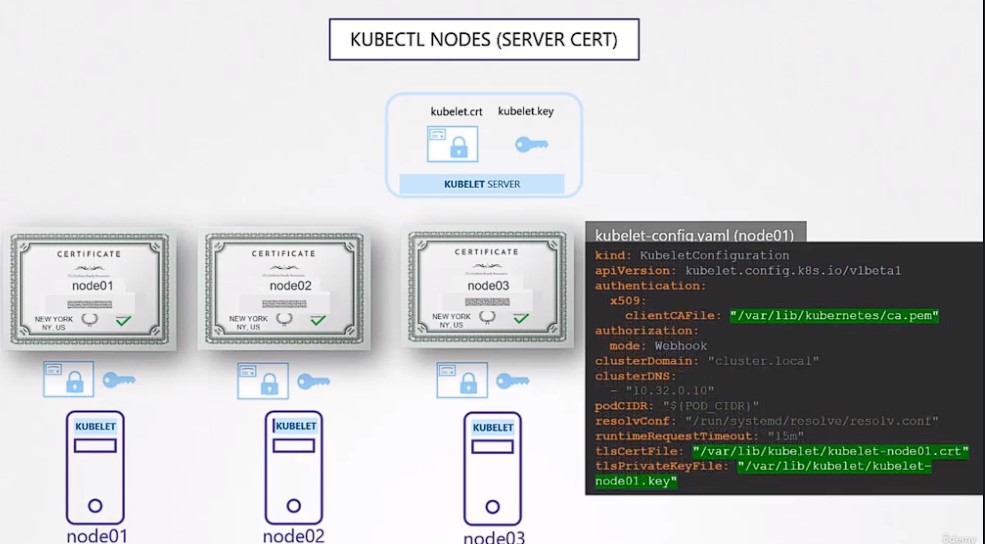 KUBECTL NODES (SERVER CERT)
kubelet.crt kubelet.key
KUBELET SERVER
CERTIFICATE
node01
NEW YORK
NY, US
CERTIFICATE
node02
NEW YORK
NY, US
CERTIFICATE
node03
NEW YORK
NY, US
KUBELET
node01
KUBELET
node02
KUBELET
node03
kubelet-config.yaml (node01)
kind: KubeletConfiguration
apiVersion: kubelet.config.k8s.io/v1beta1
authentication:
x509:
clientCAFile: "/var/lib/kubernetes/ca.pem"
authorization:
mode: Webhook
clusterDomain: "cluster.local"
clusterDNS:
- "10.32.0.10"
podCIDR: "${POD_CIDR}"
resolvConf: "/run/systemd/resolve/resolv.conf"
runtimeRequestTimeout: "15m"
tlsCertFile: "/var/lib/kubelet/kubelet-node01.crt"
tlsPrivateKeyFile: "/var/lib/kubelet/kubelet-
node01.key"